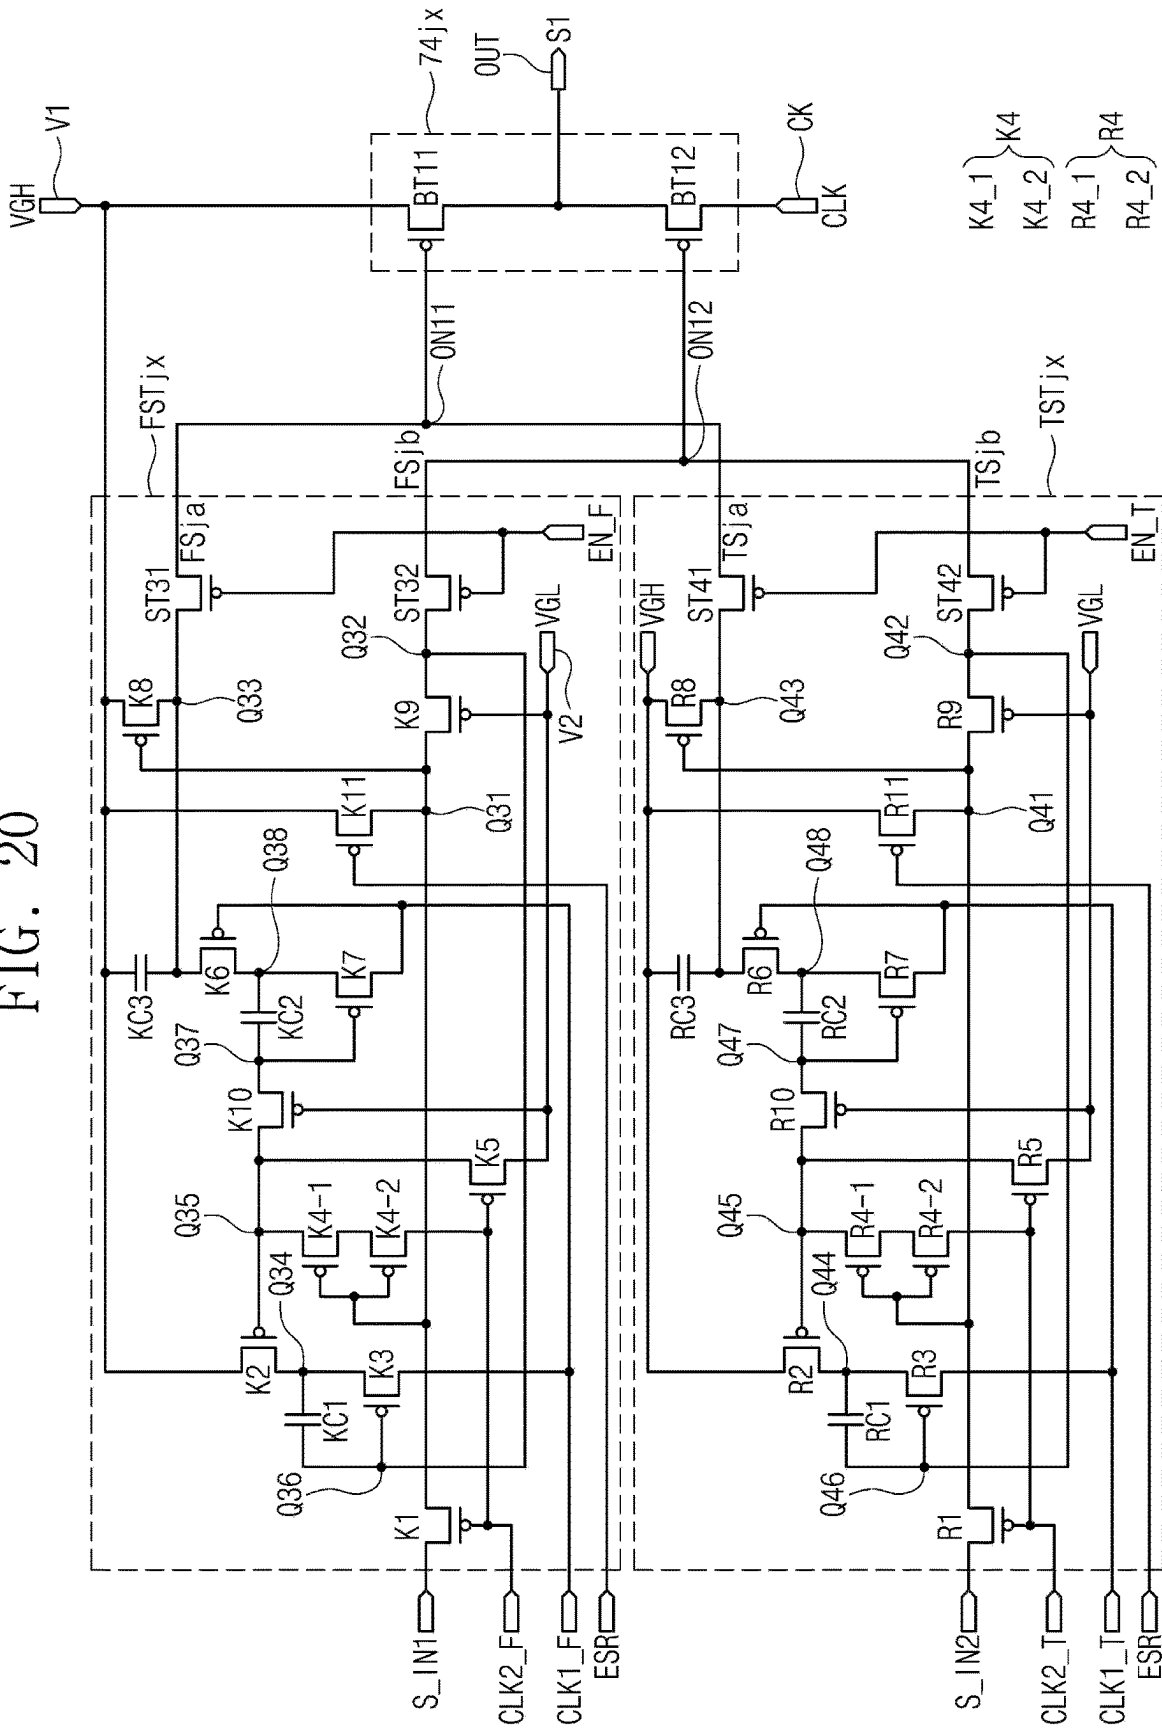 FIG. 20
VGH
V1
74jx
BT11
OUT
S1
BT12
CLK
CK
K4_1
K4_2
K4
R4_1
R4_2
R4
FSTjx
ON11
ON12
TSTjx
FSja
FSjb
TSja
TSjb
ST31
ST32
EN_F
Q32
VGL
V2
K8
Q33
K9
K11
Q31
Q38
KC3
K6
K7
KC2
Q37
K10
K5
Q35
K4-1
K4-2
Q34
K2
K3
KC1
Q36
K1
S_IN1
CLK2_F
CLK1_F
ESR
VGH
ST41
ST42
EN_T
Q42
VGL
R8
Q43
R9
R11
Q41
Q48
RC3
R6
R7
RC2
Q47
R10
R5
Q45
R4-1
R4-2
Q44
R2
R3
RC1
Q46
R1
S_IN2
CLK2_T
CLK1_T
ESR